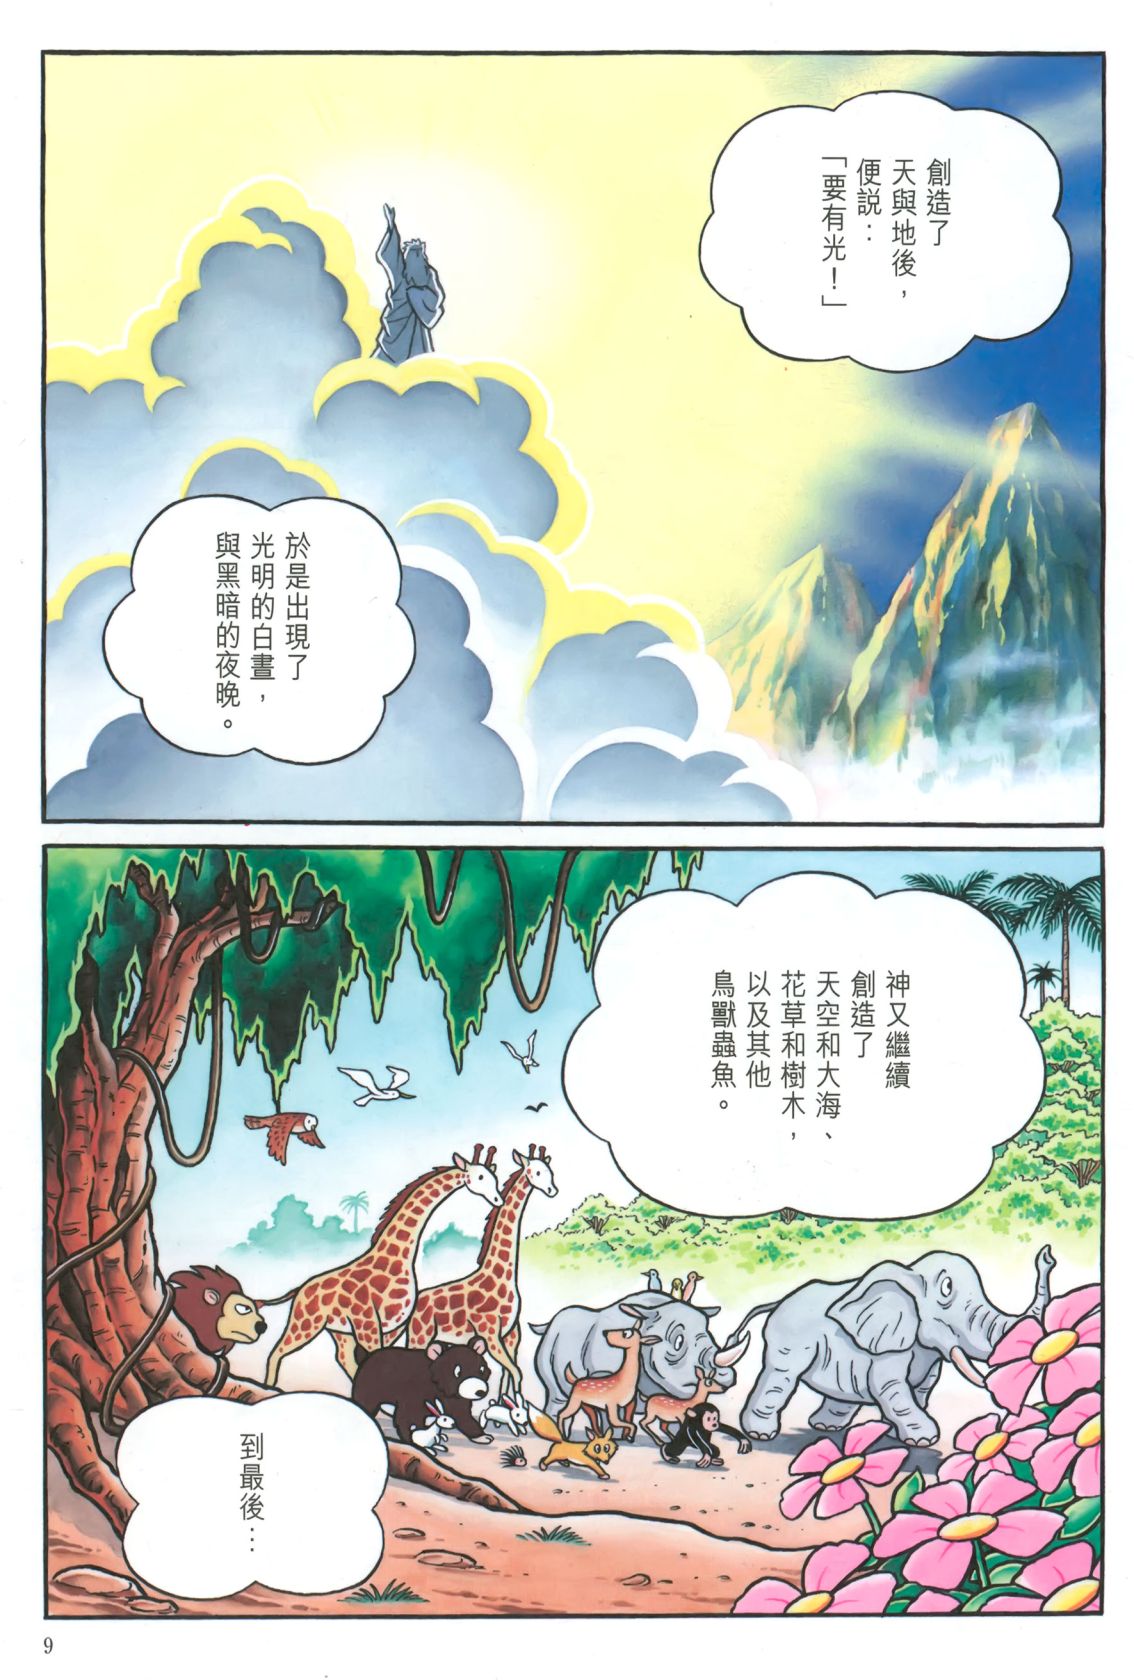 創造了
天與地後，
便説：
「要有光！」
於是出現了
光明的白晝，
與黑暗的夜晚。
神又繼續
創造了
天空和大海、
花草和樹木，
以及其他
鳥獸蟲魚。
到最後…
9